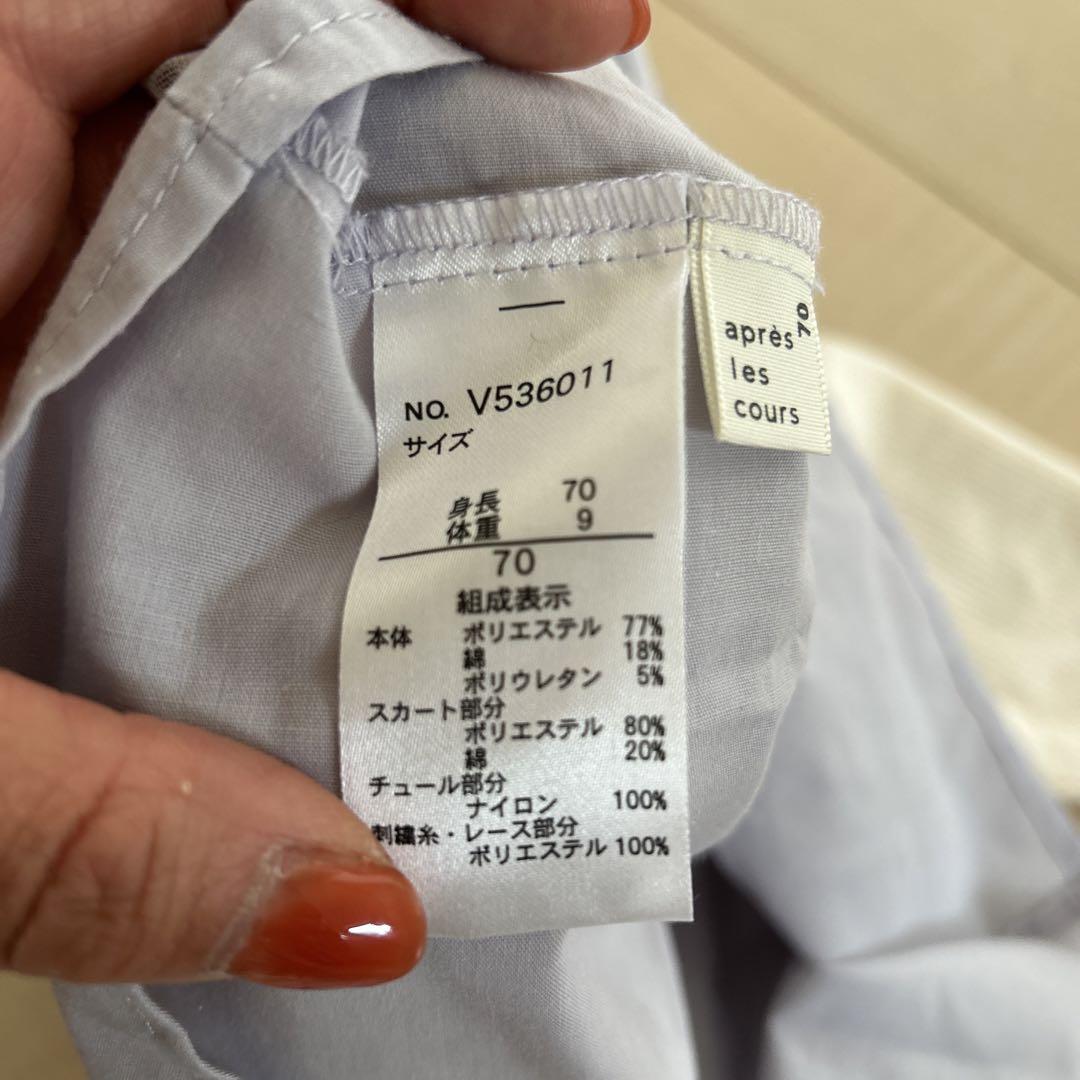 NO. V536011
サイズ
身長 70
体重 9
70
組成表示
本体 ポリエステル 77%
綿 18%
ポリウレタン 5%
スカート部分
ポリエステル 80%
綿 20%
チュール部分
ナイロン 100%
刺繍糸・レース部分
ポリエステル 100%
70
après
les
cours